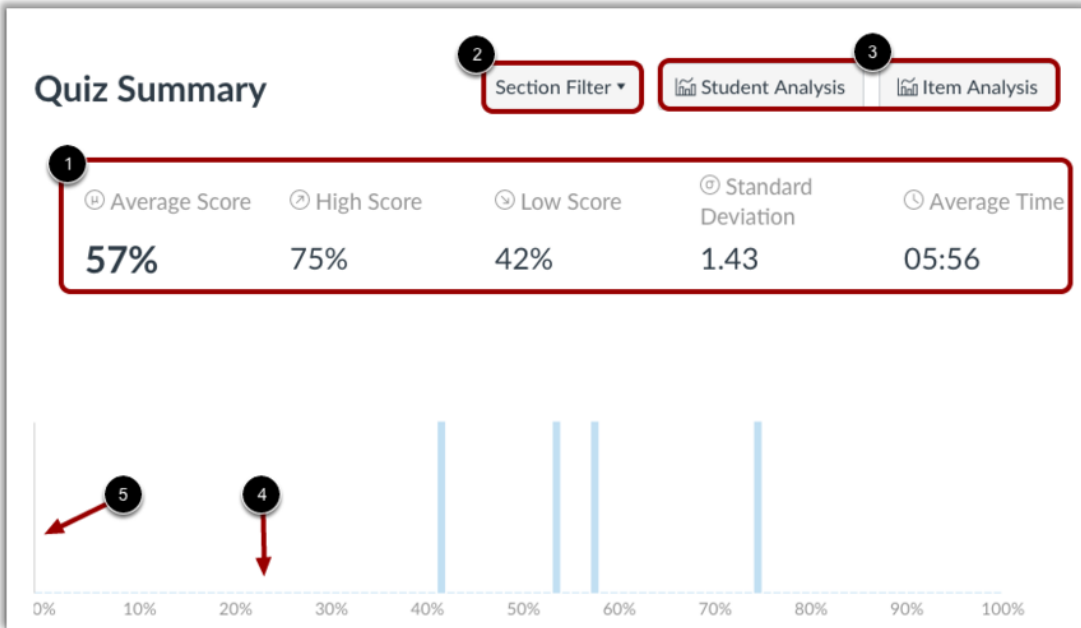 2
3
Quiz Summary
Section Filter ▾
Student Analysis
Item Analysis
1
μ Average Score
High Score
Low Score
σ Standard
Deviation
Average Time
57%
75%
42%
1.43
05:56
5
4
0%
10%
20%
30%
40%
50%
60%
70%
80%
90%
100%